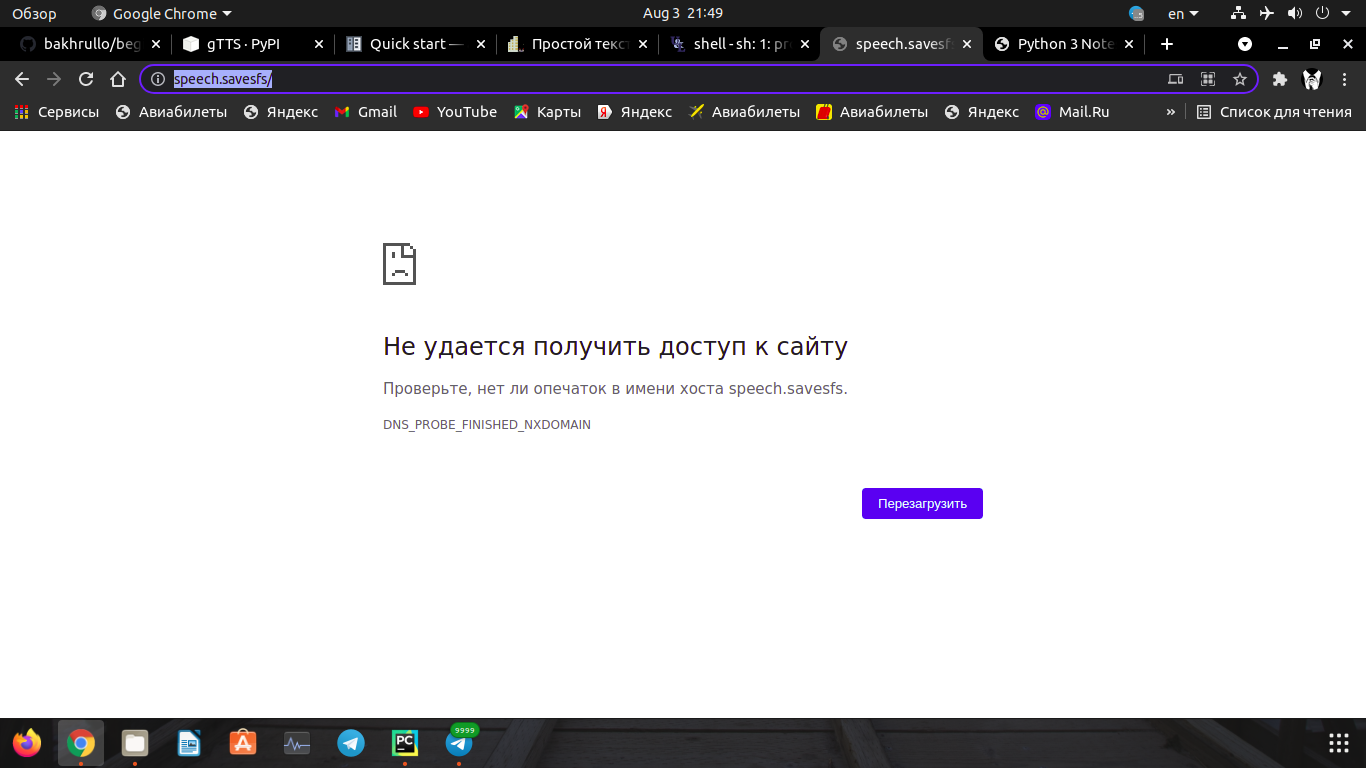 Обзор Google Chrome Aug 3 21:49 en
bakhrullo/beg gTTS · PyPI Quick start — Простой текст shell - sh: 1: pr speech.savesfs Python 3 Note
speech.savesfs/
Сервисы Авиабилеты Яндекс Gmail YouTube Карты Яндекс Авиабилеты Авиабилеты Яндекс Mail.Ru » Список для чтения
Не удается получить доступ к сайту
Проверьте, нет ли опечаток в имени хоста speech.savesfs.
DNS_PROBE_FINISHED_NXDOMAIN
Перезагрузить
PC 9999